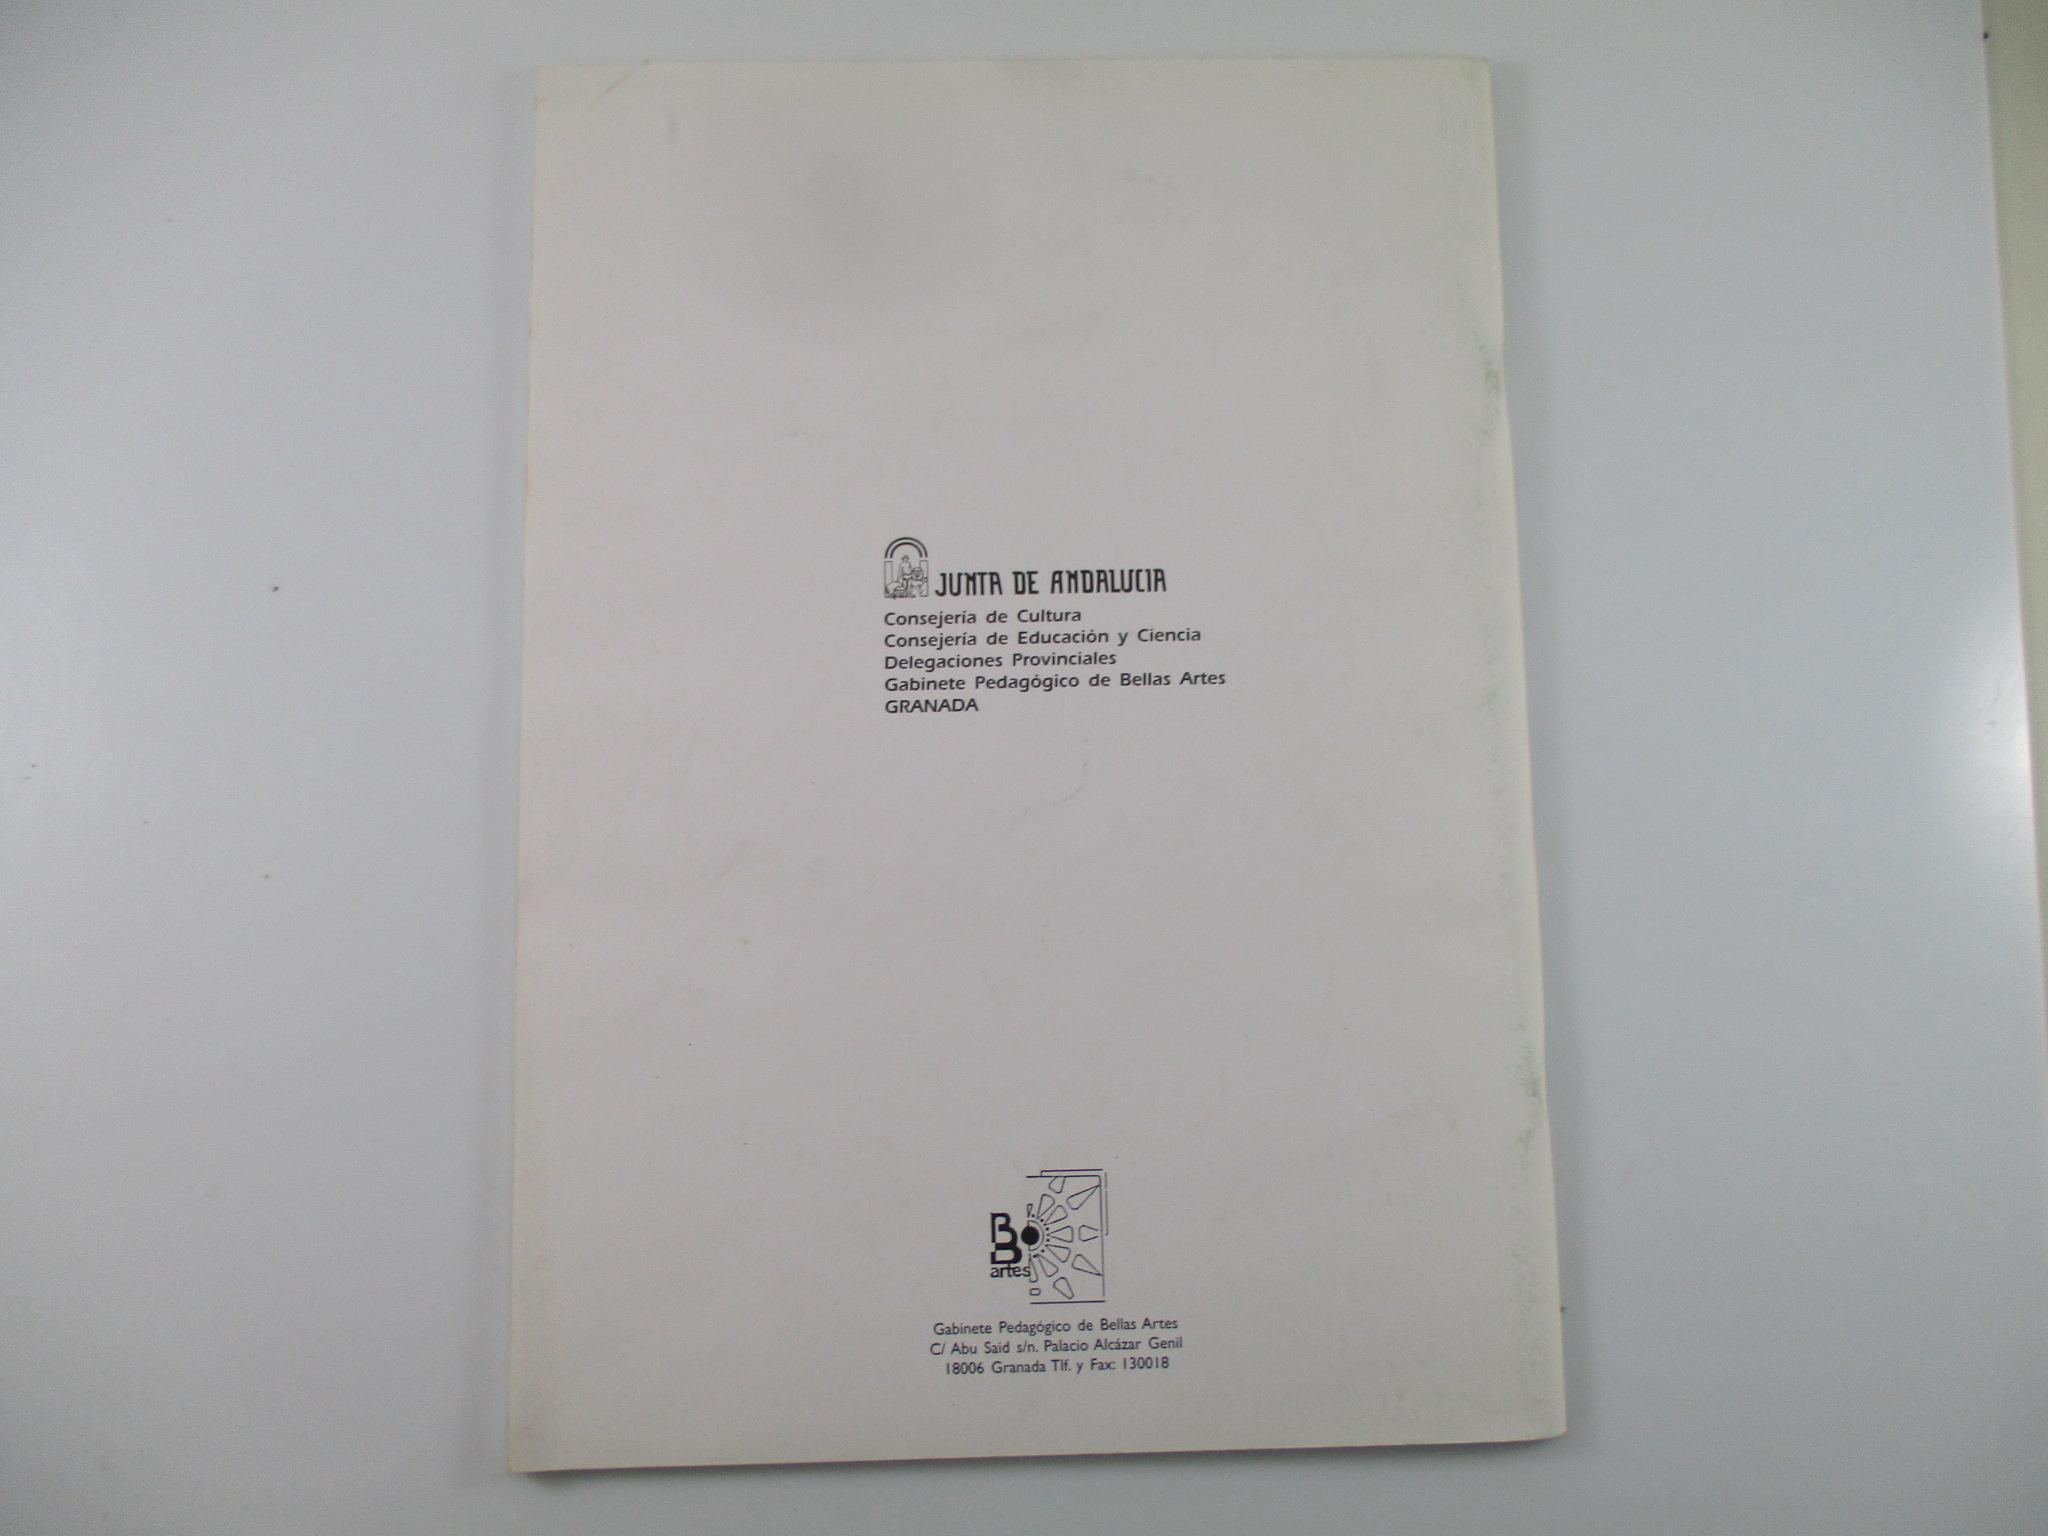 JUNTA DE ANDALUCIA
Consejería de Cultura
Consejería de Educación y Ciencia
Delegaciones Provinciales
Gabinete Pedagógico de Bellas Artes
GRANADA
BB
artes
Gabinete Pedagógico de Bellas Artes
C/ Abu Said s/n. Palacio Alcázar Genil
18006 Granada Tlf. y Fax: 130018